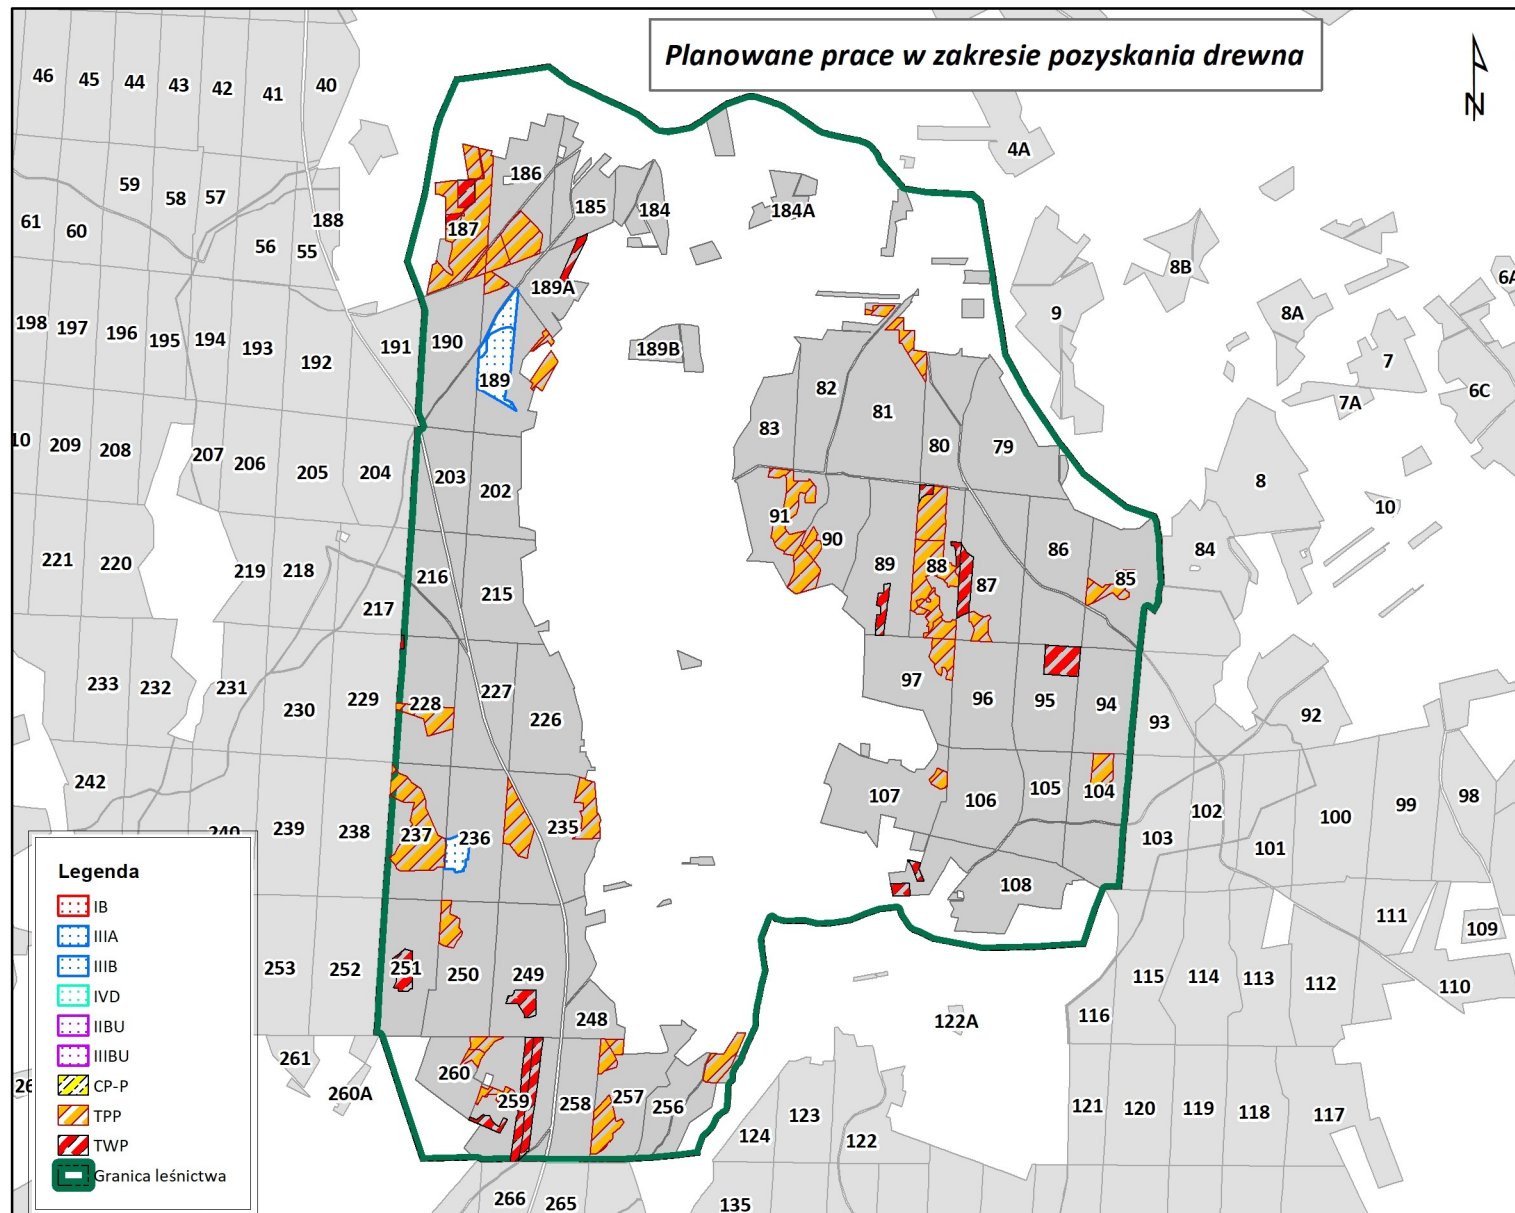 Planowane prace w zakresie pozyskania drewna
N
46 45 44 43 42 41 40
4A
59 58 57
186
61 60 188
187 185 184 184A
56 55
8B 6A
189A
198 197 196 195 194 193 192 191 190
189B
9 8A
189
7
7A 6C
82 81
83 80 79
10 209 208 207 206 205 204 203 202
8
10
91 90 89 88 87 86 85 84
221 220 219 218 217 216 215
233 232 231 230 229 228 227 226
97 96 95 94 93 92
242
240 239 238 237 236 235
107 106 105 104 103 102 101 100 99 98
108
111 109
253 252 251 250 249
248
115 114 113 112 110
122A 116
261
260A
26
260 259 258 257 256
124 123 122
121 120 119 118 117
266 265 135
Legenda
IB
IIIA
IIIB
IVD
IIBU
IIIBU
CP-P
TPP
TWP
Granica leśnictwa